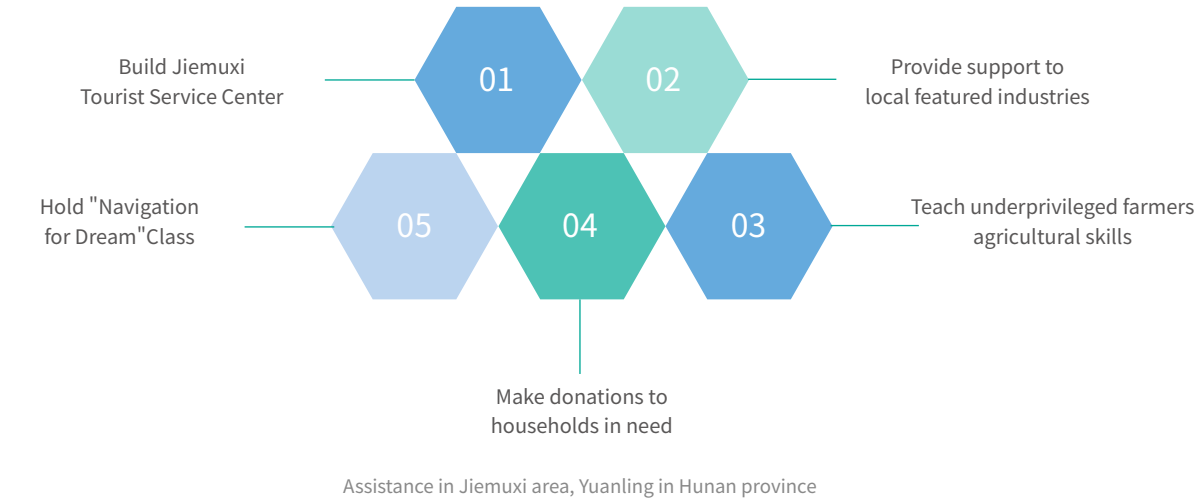 01
Build Jiemuxi
Tourist Service Center
02
Provide support to
local featured industries
03
Teach underprivileged farmers
agricultural skills
04
Make donations to
households in need
05
Hold "Navigation
for Dream"Class
Assistance in Jiemuxi area, Yuanling in Hunan province